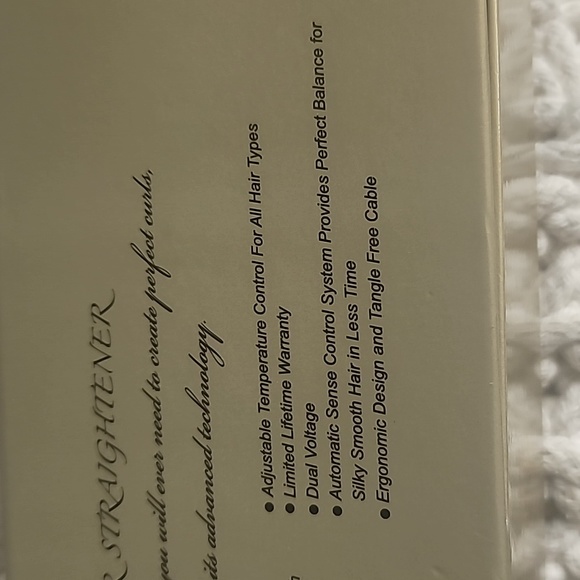 STRAIGHTENER
you will ever need to create perfect curls,
its advanced technology.
• Adjustable Temperature Control For All Hair Types
• Limited Lifetime Warranty
• Dual Voltage
• Automatic Sense Control System Provides Perfect Balance for
Silky Smooth Hair in Less Time
• Ergonomic Design and Tangle Free Cable